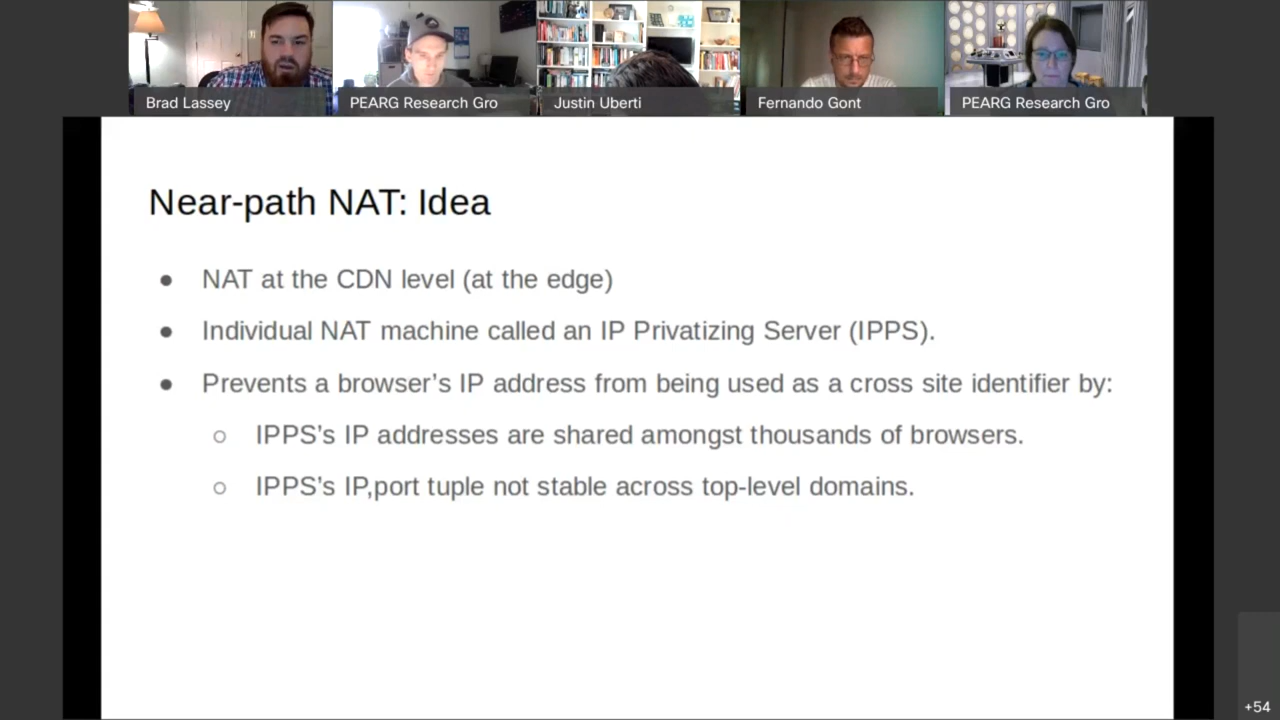 Brad Lassey
PEARG Research Gro
Justin Uberti
Fernando Gont
PEARG Research Gro
Near-path NAT: Idea
● NAT at the CDN level (at the edge)
● Individual NAT machine called an IP Privatizing Server (IPPS).
● Prevents a browser’s IP address from being used as a cross site identifier by:
○ IPPS’s IP addresses are shared amongst thousands of browsers.
○ IPPS’s IP,port tuple not stable across top-level domains.
+54